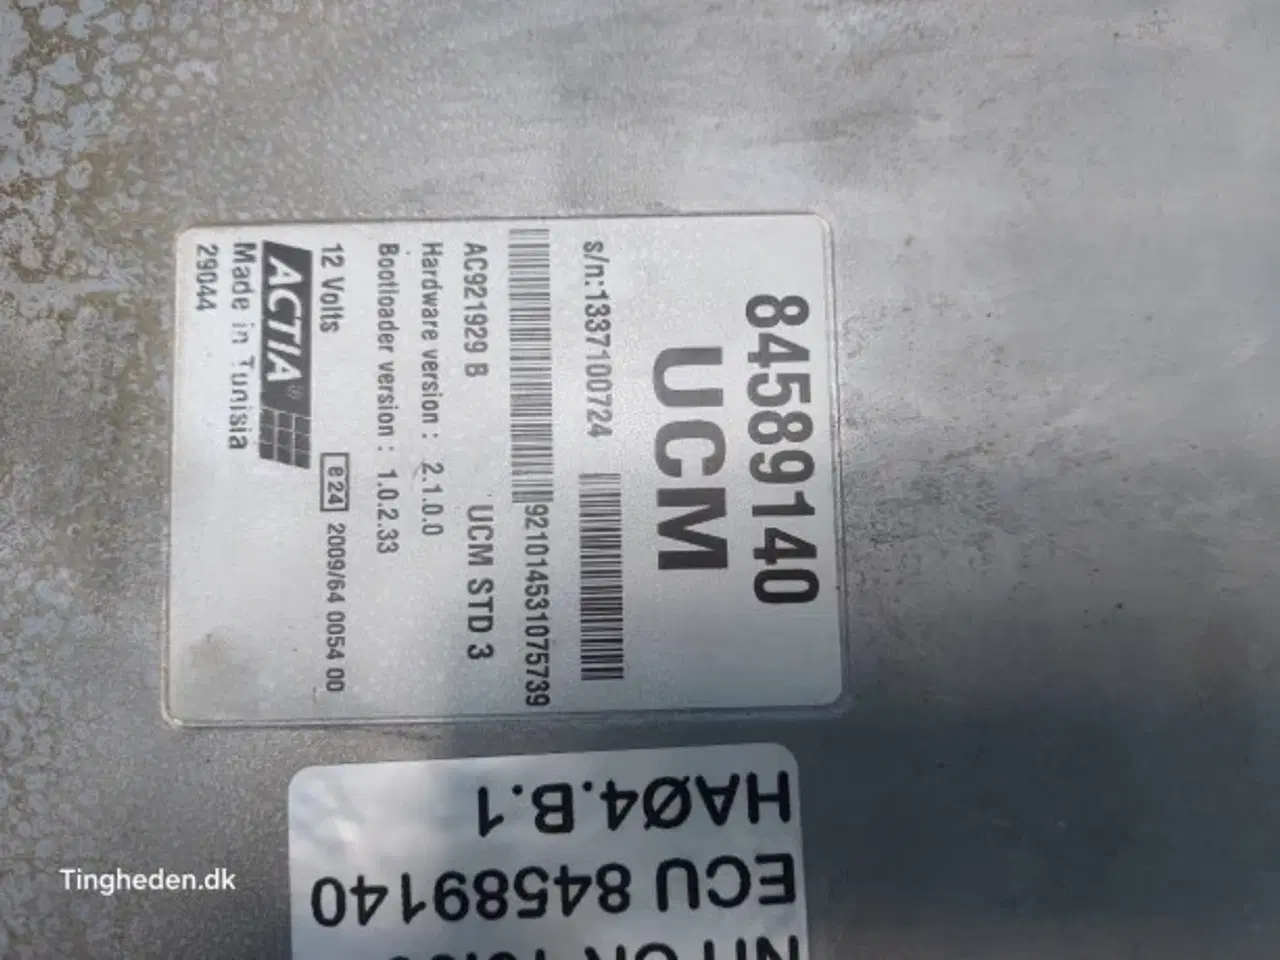 84589140
UCM
s/n:1337100724
921014531075739
AC921929 B UCM STD 3
Hardware version : 2.1.0.0
Bootloader version : 1.0.2.33
12 Volts e24 2009/64 0054 00
ACTIA®
Made in Tunisia
29044
HAØ4.B.1
ECU 84589140
Tingheden.dk